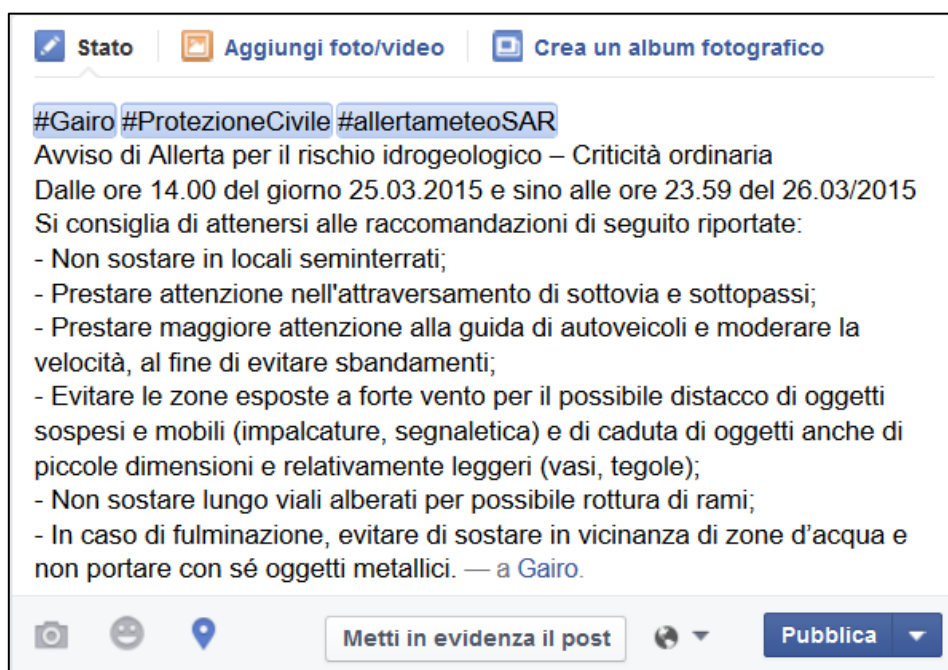 Stato Aggiungi foto/video Crea un album fotografico
#Gairo #ProtezioneCivile #allertameteoSAR
Avviso di Allerta per il rischio idrogeologico – Criticità ordinaria
Dalle ore 14.00 del giorno 25.03.2015 e sino alle ore 23.59 del 26.03/2015
Si consiglia di attenersi alle raccomandazioni di seguito riportate:
- Non sostare in locali seminterrati;
- Prestare attenzione nell'attraversamento di sottovia e sottopassi;
- Prestare maggiore attenzione alla guida di autoveicoli e moderare la
velocità, al fine di evitare sbandamenti;
- Evitare le zone esposte a forte vento per il possibile distacco di oggetti
sospesi e mobili (impalcature, segnaletica) e di caduta di oggetti anche di
piccole dimensioni e relativamente leggeri (vasi, tegole);
- Non sostare lungo viali alberati per possibile rottura di rami;
- In caso di fulminazione, evitare di sostare in vicinanza di zone d’acqua e
non portare con sé oggetti metallici. — a Gairo.
Metti in evidenza il post Pubblica